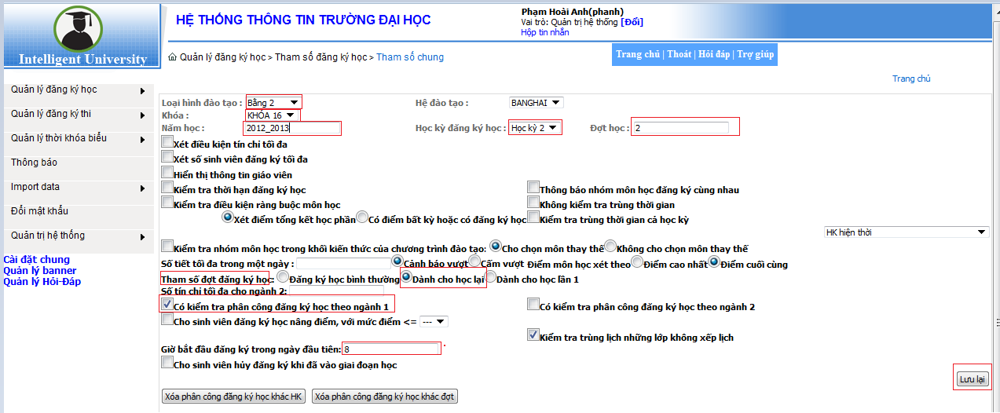 HỆ THỐNG THÔNG TIN TRƯỜNG ĐẠI HỌC
Phạm Hoài Anh(phanh)
Vai trò: Quản trị hệ thống [Đổi]
Hộp tin nhắn
Intelligent University
Quản lý đăng ký học > Tham số đăng ký học > Tham số chung
Trang chủ | Thoát | Hỏi đáp | Trợ giúp
Trang chủ
Quản lý đăng ký học
Quản lý đăng ký thi
Quản lý thời khóa biểu
Thông báo
Import data
Đổi mật khẩu
Quản trị hệ thống
Cài đặt chung
Quản lý banner
Quản lý Hỏi-Đáp
Loại hình đào tạo : Bằng 2 Hệ đào tạo : BANGHAI
Khóa : KHÓA 16
Năm học : 2012_2013 Học kỳ đăng ký học : Học kỳ 2 Đợt học : 2
Xét điều kiện tín chỉ tối đa
Xét số sinh viên đăng ký tối đa
Hiển thị thông tin giáo viên
Kiểm tra thời hạn đăng ký học Thông báo nhóm môn học đăng ký cùng nhau
Kiểm tra điều kiện ràng buộc môn học Không kiểm tra trùng thời gian
Xét điểm tổng kết học phần Có điểm bất kỳ hoặc có đăng ký học Kiểm tra trùng thời gian cả học kỳ
HK hiện thời
Kiểm tra nhóm môn học trong khối kiến thức của chương trình đào tạo: Cho chọn môn thay thế Không cho chọn môn thay thế
Số tiết tối đa trong một ngày : Cảnh báo vượt Cấm vượt Điểm môn học xét theo Điểm cao nhất Điểm cuối cùng
Tham số đợt đăng ký học: Đăng ký học bình thường Dành cho học lại Dành cho học lần 1
Số tín chỉ tối đa cho ngành 2:
Có kiểm tra phân công đăng ký học theo ngành 1 Có kiểm tra phân công đăng ký học theo ngành 2
Cho sinh viên đăng ký học nâng điểm, với mức điểm <= ---
Kiểm tra trùng lịch những lớp không xếp lịch
Giờ bắt đầu đăng ký trong ngày đầu tiên: 8 *
Cho sinh viên hủy đăng ký khi đã vào giai đoạn học
Lưu lại
Xóa phân công đăng ký học khác HK Xóa phân công đăng ký học khác đợt